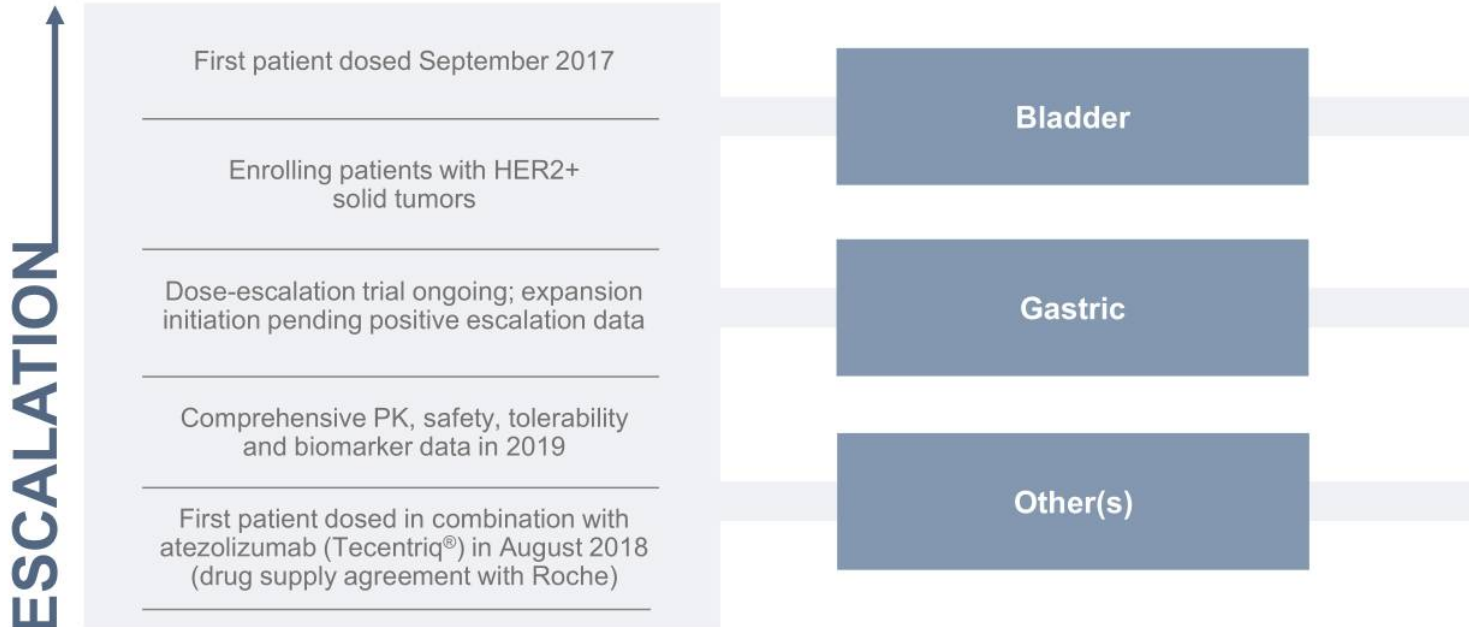 ESCALATION
First patient dosed September 2017
Enrolling patients with HER2+
solid tumors
Dose-escalation trial ongoing; expansion
initiation pending positive escalation data
Comprehensive PK, safety, tolerability
and biomarker data in 2019
First patient dosed in combination with
atezolizumab (Tecentriq®) in August 2018
(drug supply agreement with Roche)
Bladder
Gastric
Other(s)